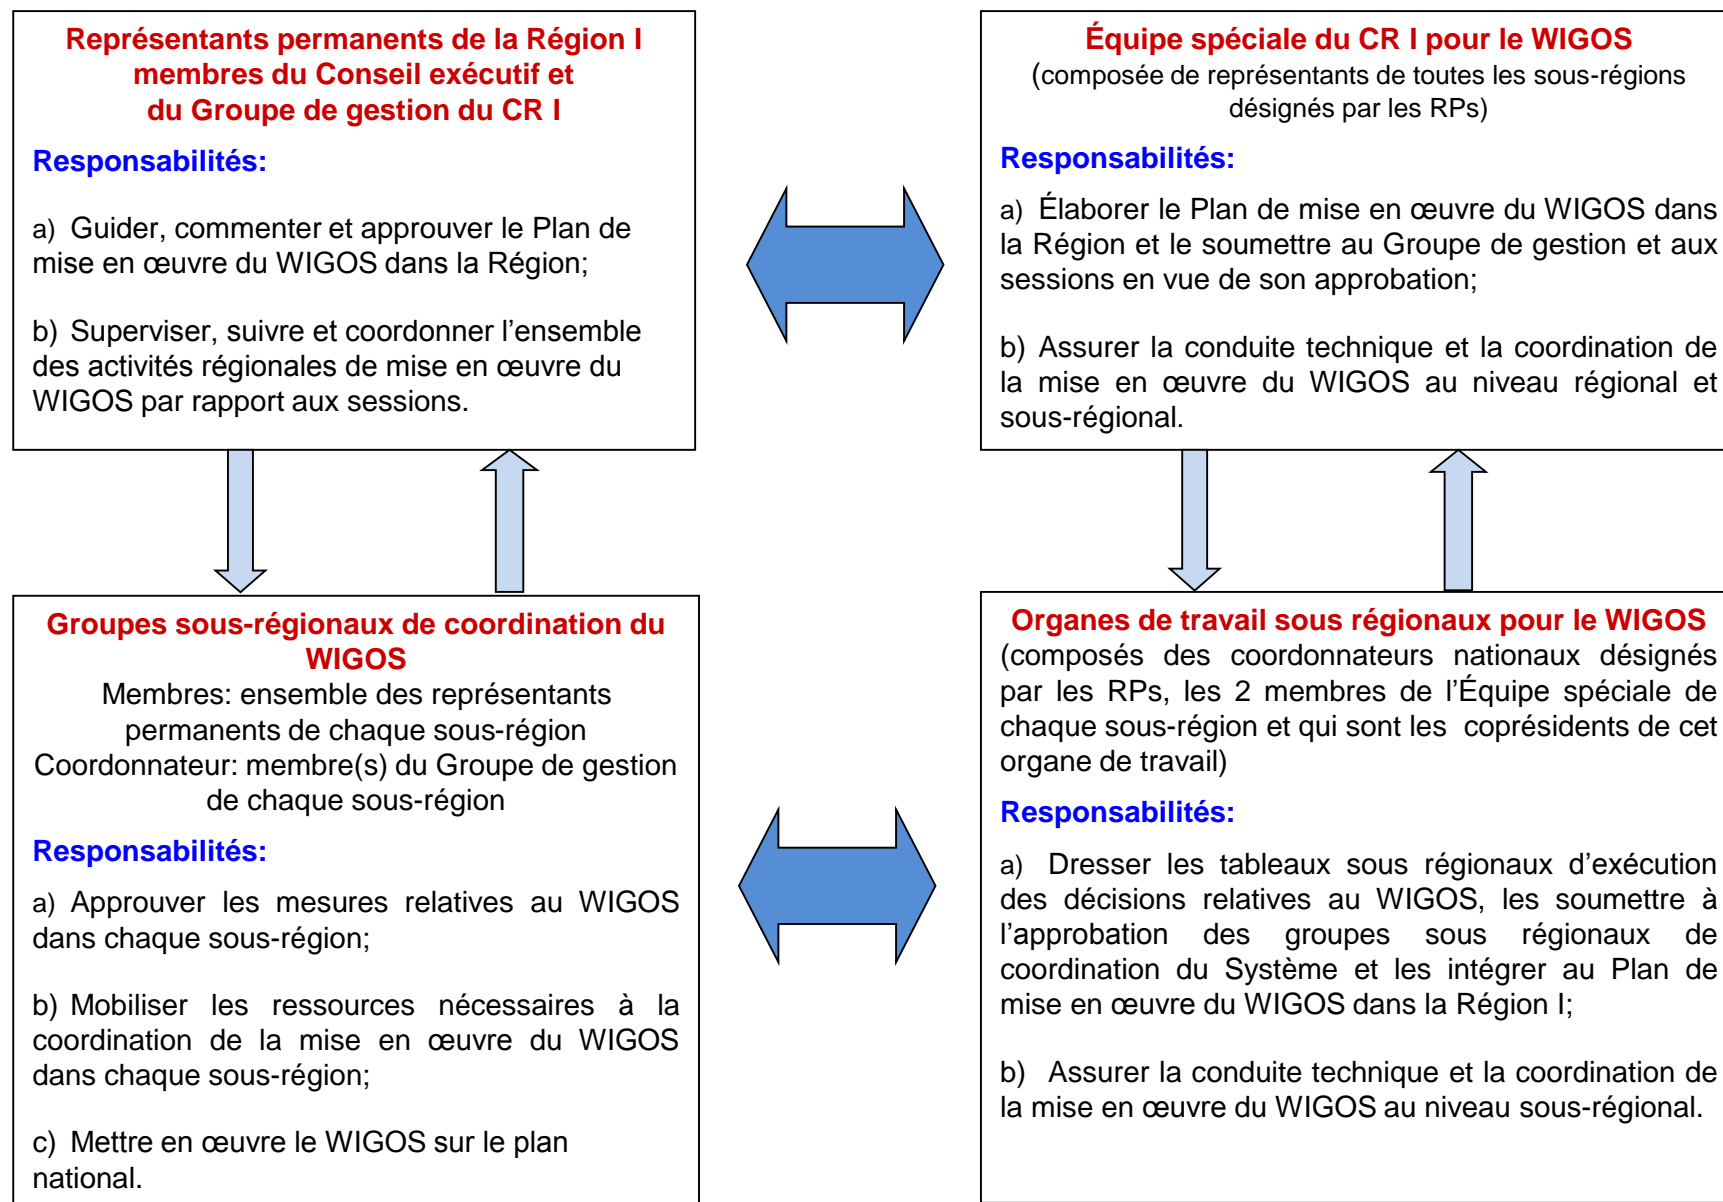 Représentants permanents de la Région I
membres du Conseil exécutif et
du Groupe de gestion du CR I
Responsabilités:
a) Guider, commenter et approuver le Plan de
mise en œuvre du WIGOS dans la Région;
b) Superviser, suivre et coordonner l’ensemble
des activités régionales de mise en œuvre du
WIGOS par rapport aux sessions.
Équipe spéciale du CR I pour le WIGOS
(composée de représentants de toutes les sous-régions
désignés par les RPs)
Responsabilités:
a) Élaborer le Plan de mise en œuvre du WIGOS dans
la Région et le soumettre au Groupe de gestion et aux
sessions en vue de son approbation;
b) Assurer la conduite technique et la coordination de
la mise en œuvre du WIGOS au niveau régional et
sous-régional.
Groupes sous-régionaux de coordination du
WIGOS
Membres: ensemble des représentants
permanents de chaque sous-région
Coordonnateur: membre(s) du Groupe de gestion
de chaque sous-région
Responsabilités:
a) Approuver les mesures relatives au WIGOS
dans chaque sous-région;
b) Mobiliser les ressources nécessaires à la
coordination de la mise en œuvre du WIGOS
dans chaque sous-région;
c) Mettre en œuvre le WIGOS sur le plan
national.
Organes de travail sous régionaux pour le WIGOS
(composés des coordonnateurs nationaux désignés
par les RPs, les 2 membres de l’Équipe spéciale de
chaque sous-région et qui sont les coprésidents de cet
organe de travail)
Responsabilités:
a) Dresser les tableaux sous régionaux d’exécution
des décisions relatives au WIGOS, les soumettre à
l’approbation des groupes sous régionaux de
coordination du Système et les intégrer au Plan de
mise en œuvre du WIGOS dans la Région I;
b) Assurer la conduite technique et la coordination de
la mise en œuvre du WIGOS au niveau sous-régional.